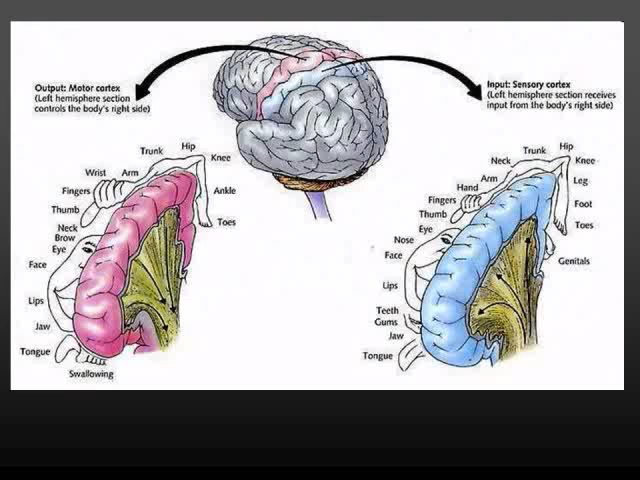 Output: Motor cortex
(Left hemisphere section
controls the body's right side)
Input: Sensory cortex
(Left hemisphere section receives
input from the body's right side)
Hip
Trunk
Knee
Wrist
Arm
Fingers
Ankle
Thumb
Toes
Neck
Brow
Eye
Face
Lips
Jaw
Tongue
Swallowing
Hip
Trunk
Neck
Knee
Arm
Leg
Hand
Fingers
Foot
Thumb
Toes
Eye
Nose
Face
Genitals
Lips
Teeth
Gums
Jaw
Tongue